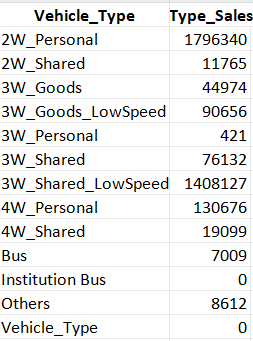 Vehicle_Type Type_Sales
2W_Personal 1796340
2W_Shared 11765
3W_Goods 44974
3W_Goods_LowSpeed 90656
3W_Personal 421
3W_Shared 76132
3W_Shared_LowSpeed 1408127
4W_Personal 130676
4W_Shared 19099
Bus 7009
Institution Bus 0
Others 8612
Vehicle_Type 0